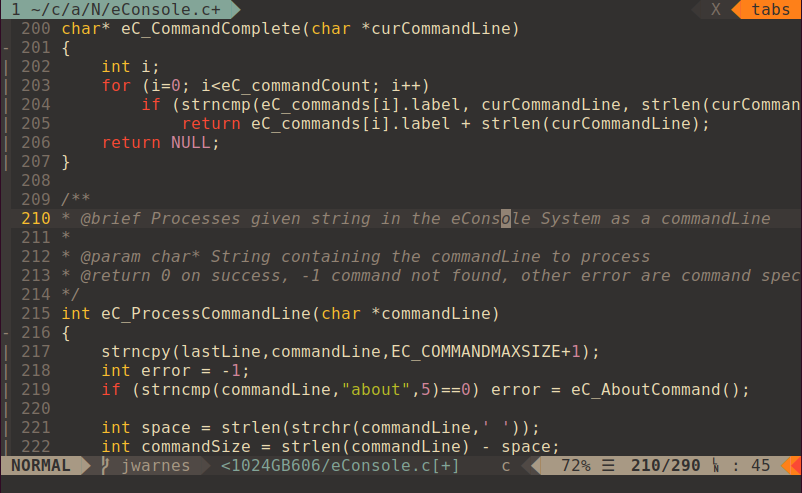 1 ~/c/a/N/eConsole.c+ X tabs
200 char* eC_CommandComplete(char *curCommandLine)
- 201 {
| 202     int i;
| 203     for (i=0; i<eC_commandCount; i++)
| 204         if (strncmp(eC_commands[i].label, curCommandLine, strlen(curComman
| 205             return eC_commands[i].label + strlen(curCommandLine);
| 206     return NULL;
| 207 }
208
209 /**
210 * @brief Processes given string in the eConsole System as a commandLine
211 *
212 * @param char* String containing the commandLine to process
213 * @return 0 on success, -1 command not found, other error are command spec
214 */
215 int eC_ProcessCommandLine(char *commandLine)
- 216 {
| 217     strncpy(lastLine,commandLine,EC_COMMANDMAXSIZE+1);
| 218     int error = -1;
| 219     if (strncmp(commandLine,"about",5)==0) error = eC_AboutCommand();
| 220
| 221     int space = strlen(strchr(commandLine,' '));
| 222     int commandSize = strlen(commandLine) - space;
NORMAL jwarnes <1024GB606/eConsole.c[+] c 72% ☰ 210/290 ㏑ : 45